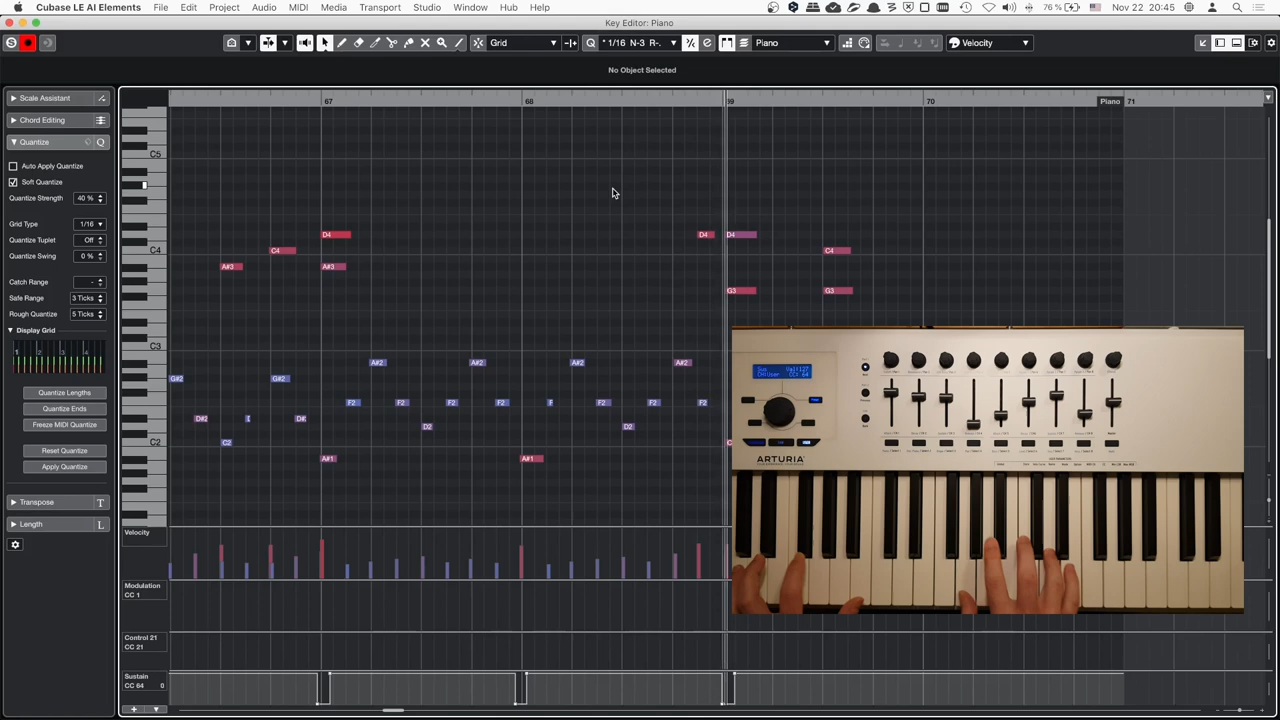 Cubase LE AI Elements File Edit Project Audio MIDI Media Transport Studio Window Hub Help 76 % Nov 22 20:45
Key Editor: Piano
Grid * 1/16 N-3 R-. Piano Velocity
No Object Selected
Scale Assistant
67 68 69 70 Piano 71
Chord Editing
Quantize Q
C5
Auto Apply Quantize
Soft Quantize
Quantize Strength 40 %
Grid Type 1/16
D4 D4 D4
Quantize Tuplet Off
C4 C4 C4
Quantize Swing 0 %
A#3 A#3
Catch Range -
G3 G3
Safe Range 3 Ticks
Rough Quantize 5 Ticks
Display Grid
C3
1 2 3 4
A#2 A#2 A#2 A#2
G#2 G#2
Quantize Lengths
F2 F2 F2 F2 F F2 F2 F2
Quantize Ends
D#2 D#
Freeze MIDI Quantize
D2 D2
C2 C2
Reset Quantize
A#1 A#1
ARTURIA
Apply Quantize
Transpose T
Length L
Velocity
Modulation
CC 1
Control 21
CC 21
Sustain
CC 64 0